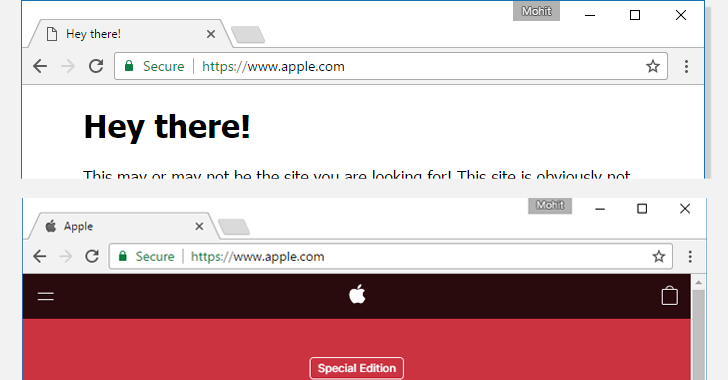 Mohit
Hey there!
Secure https://www.apple.com
Hey there!
This may or may not be the site you are looking for! This site is obviously not
Mohit
Apple
Secure https://www.apple.com
Special Edition